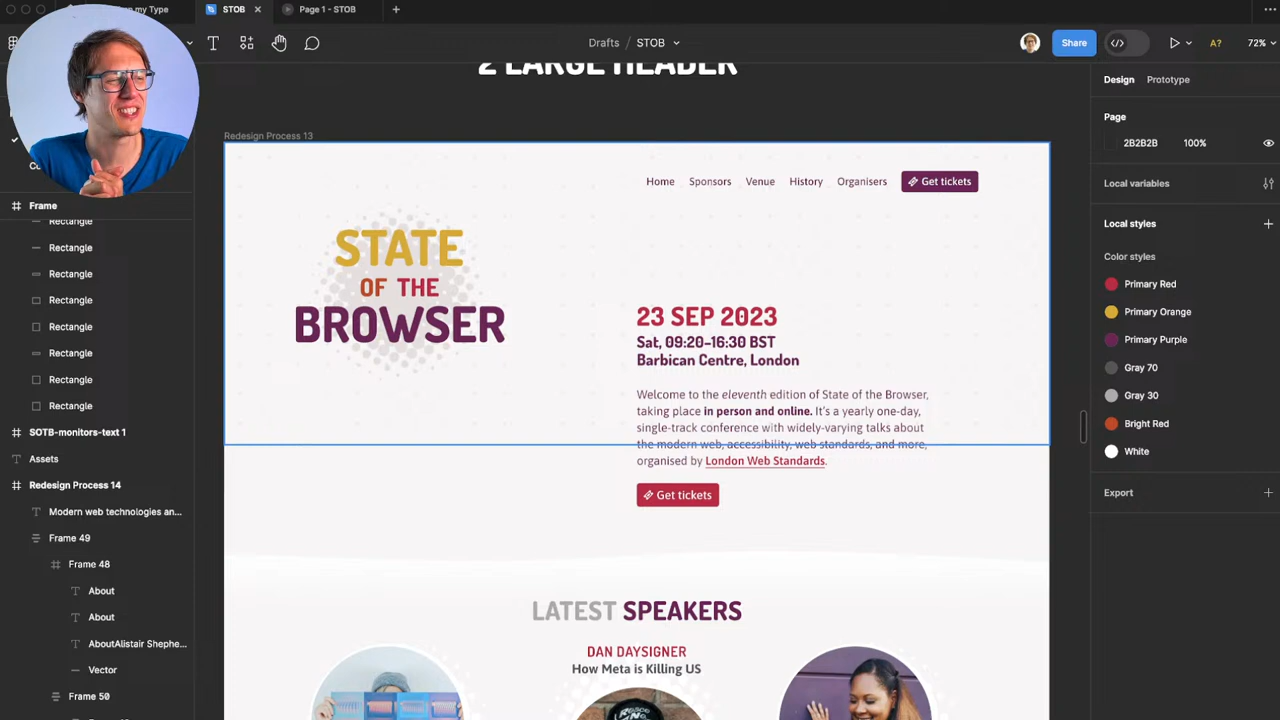 my Type
STOB
Page 1 - STOB
Drafts / STOB
Share
A?
72%
2 LARGE HEADER
Design
Prototype
Page
2B2B2B
100%
Local variables
Local styles
Color styles
Primary Red
Primary Orange
Primary Purple
Gray 70
Gray 30
Bright Red
White
Export
Frame
Rectangle
Rectangle
Rectangle
Rectangle
Rectangle
Rectangle
Rectangle
Rectangle
SOTB-monitors-text 1
Assets
Redesign Process 14
Modern web technologies an...
Frame 49
Frame 48
About
About
AboutAlistair Shephe...
Vector
Frame 50
Redesign Process 13
Home
Sponsors
Venue
History
Organisers
Get tickets
STATE
OF THE
BROWSER
23 SEP 2023
Sat, 09:20–16:30 BST
Barbican Centre, London
Welcome to the eleventh edition of State of the Browser,
taking place in person and online. It's a yearly one-day,
single-track conference with widely-varying talks about
the modern web, accessibility, web standards, and more,
organised by London Web Standards.
Get tickets
LATEST SPEAKERS
DAN DAYSIGNER
How Meta is Killing US